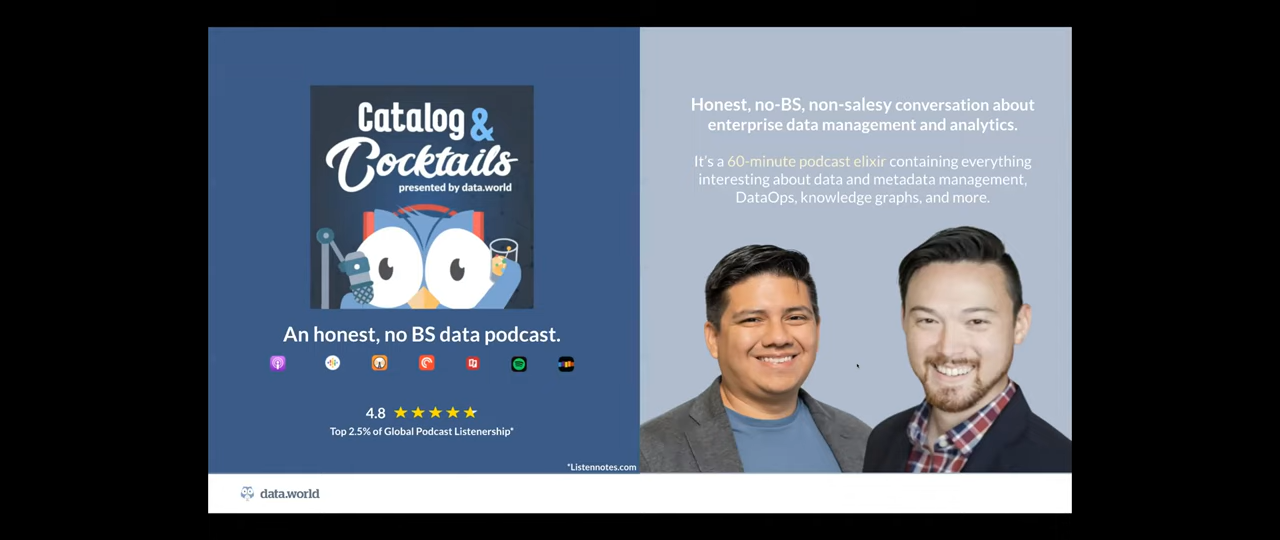 Catalog &
Cocktails
presented by data.world
An honest, no BS data podcast.
4.8
Top 2.5% of Global Podcast Listenership*
*Listennotes.com
Honest, no-BS, non-salesy conversation about
enterprise data management and analytics.
It's a 60-minute podcast elixir containing everything
interesting about data and metadata management,
DataOps, knowledge graphs, and more.
data.world